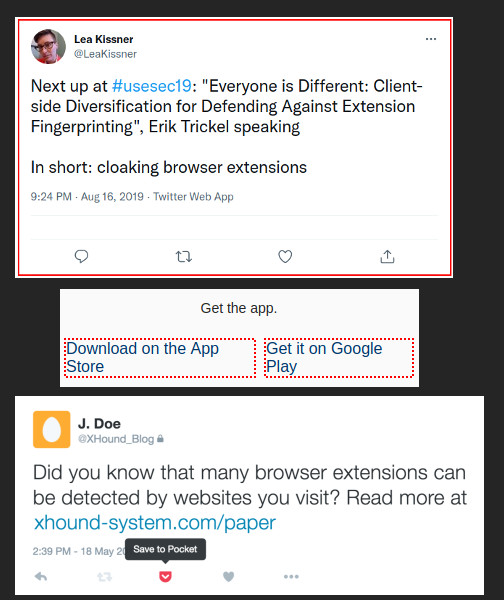 Lea Kissner
@LeaKissner
Next up at #usesec19: "Everyone is Different: Client-
side Diversification for Defending Against Extension
Fingerprinting", Erik Trickel speaking
In short: cloaking browser extensions
9:24 PM · Aug 16, 2019 · Twitter Web App
Get the app.
Download on the App
Store
Get it on Google
Play
J. Doe
@XHound_Blog
Did you know that many browser extensions can
be detected by websites you visit? Read more at
xhound-system.com/paper
2:39 PM - 18 May 20
Save to Pocket